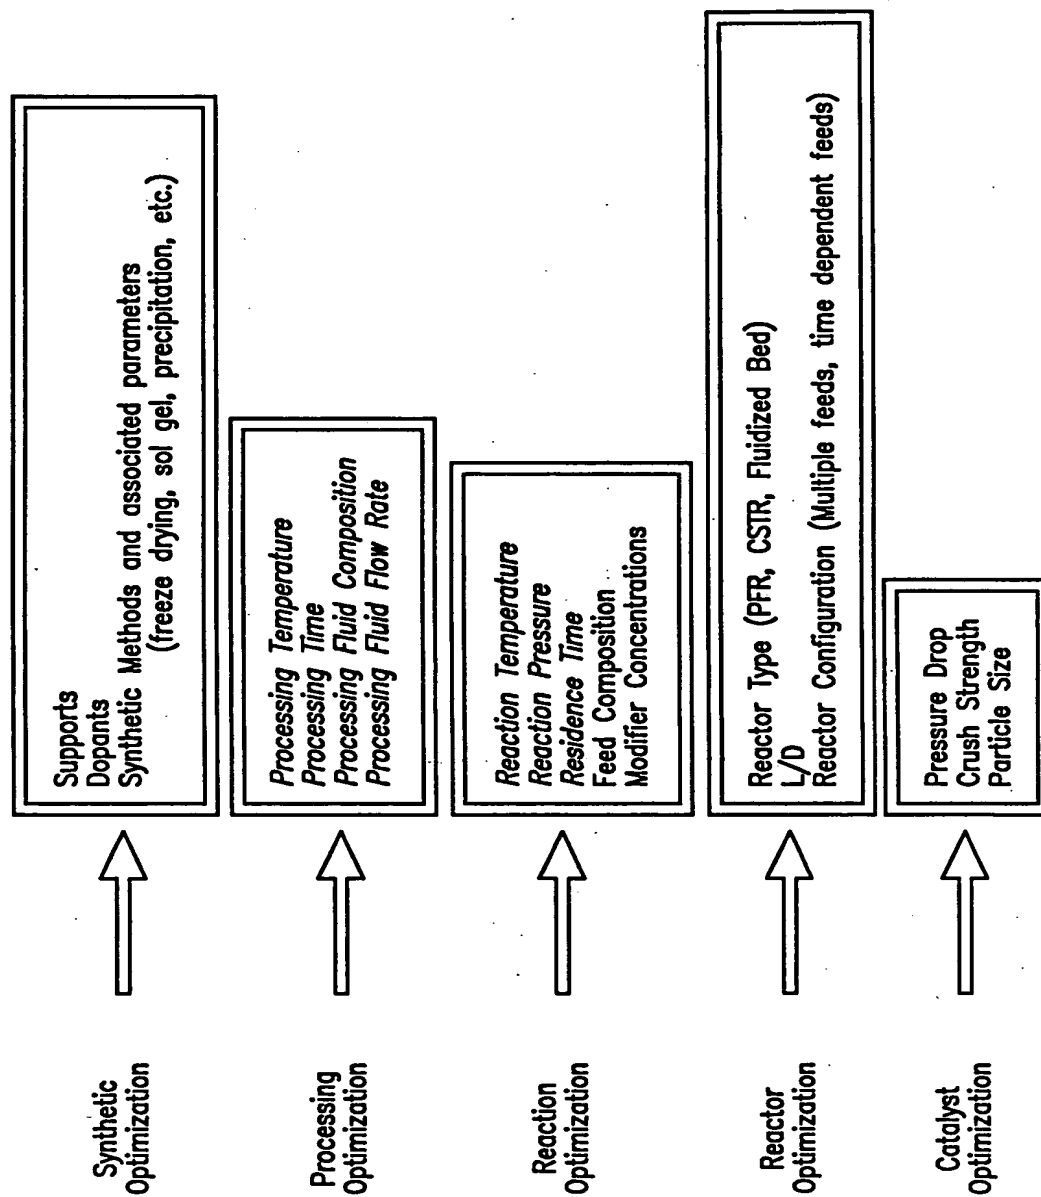 Synthetic
Optimization
Supports
Dopants
Synthetic Methods and associated parameters
(freeze drying, sol gel, precipitation, etc.)
Processing
Optimization
Processing Temperature
Processing Time
Processing Fluid Composition
Processing Fluid Flow Rate
Reaction
Optimization
Reaction Temperature
Reaction Pressure
Residence Time
Feed Composition
Modifier Concentrations
Reactor
Optimization
Reactor Type (PFR, CSTR, Fluidized Bed)
L/D
Reactor Configuration (Multiple feeds, time dependent feeds)
Catalyst
Optimization
Pressure Drop
Crush Strength
Particle Size